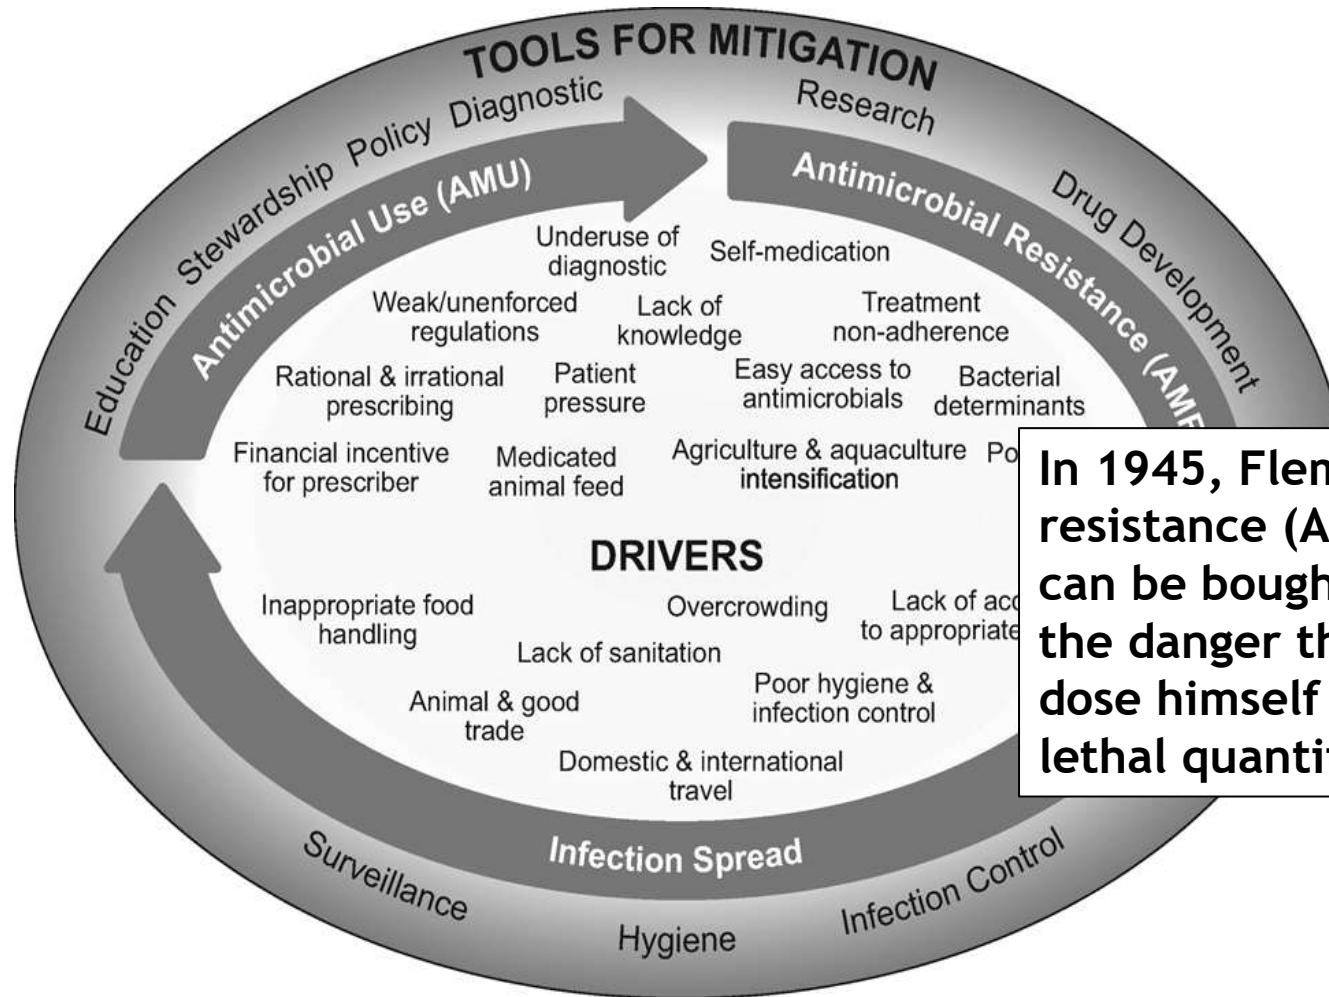 TOOLS FOR MITIGATION
Education Stewardship Policy Diagnostic
Research
Drug Development
Antimicrobial Use (AMU)
Antimicrobial Resistance
Underuse of
diagnostic
Self-medication
Weak/unenforced
regulations
Lack of
knowledge
Treatment
non-adherence
Rational & irrational
prescribing
Patient
pressure
Easy access to
antimicrobials
Bacterial
determinants
Financial incentive
for prescriber
Medicated
animal feed
Agriculture & aquaculture
intensification
DRIVERS
Inappropriate food
handling
Overcrowding
Lack of
to appropriate
Lack of sanitation
Animal & good
trade
Poor hygiene &
infection control
Domestic & international
travel
Infection Spread
Surveillance
Hygiene
Infection Control
In 1945,
resistance
can be
the danger
dose himself
lethal